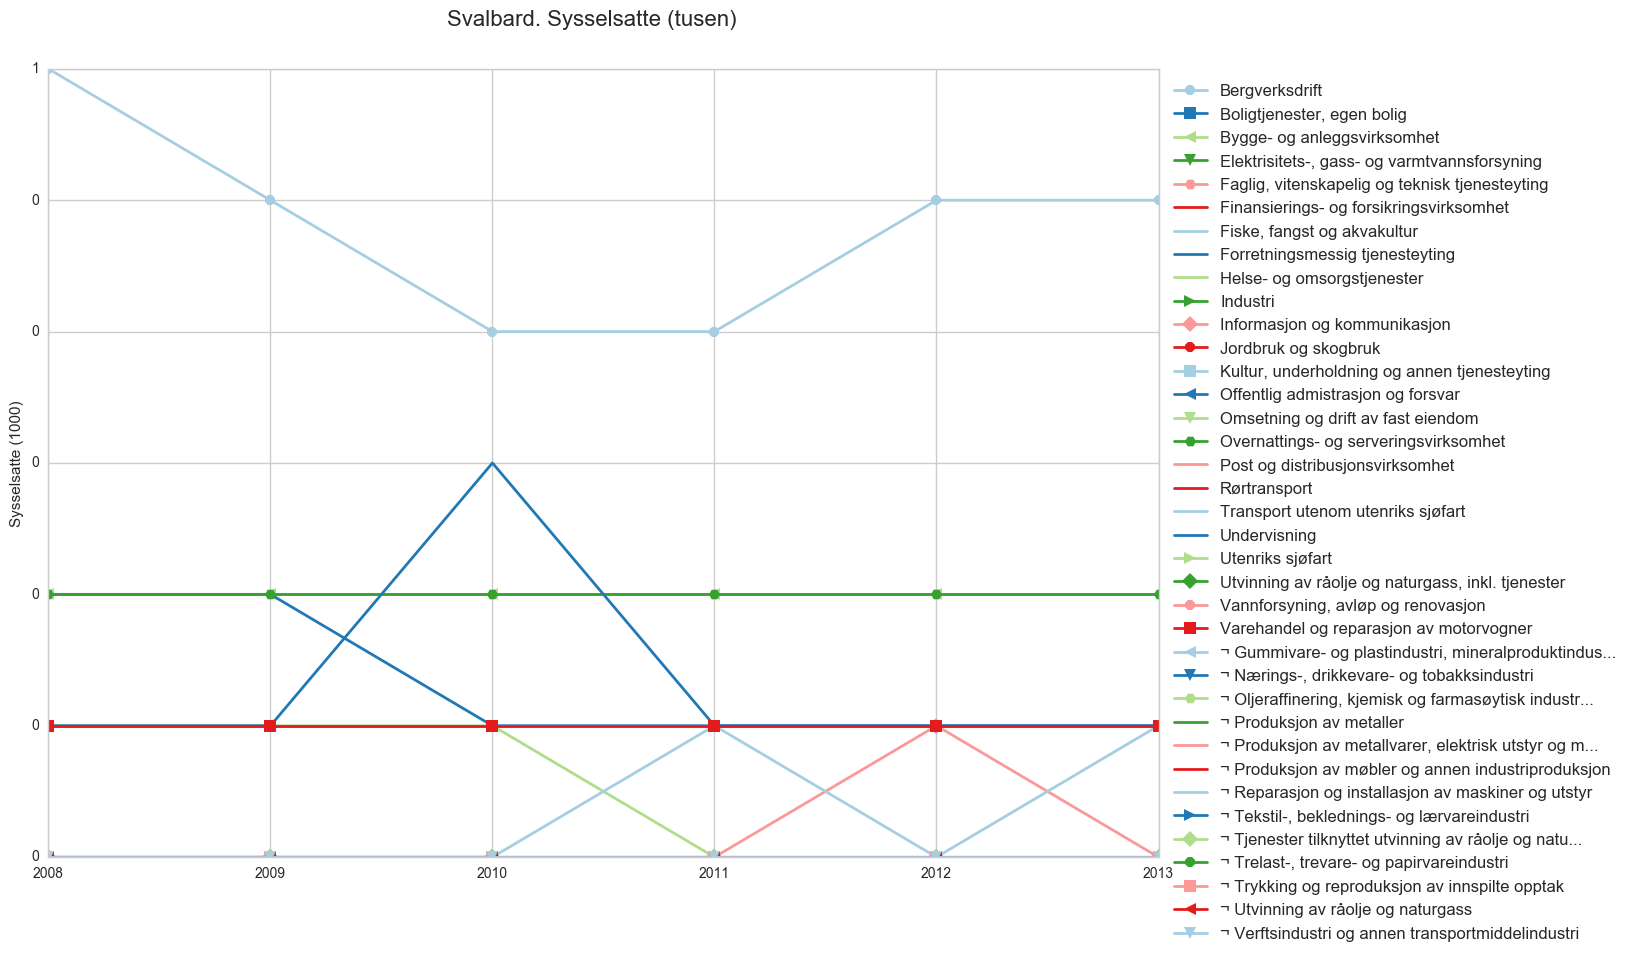 Svalbard. Sysselsatte (tusen)
1
0
0
0
0
0
0
Sysselsatte (1000)
2008 2009 2010 2011 2012 2013
Bergverksdrift
Boligtjenester, egen bolig
Bygge- og anleggsvirksomhet
Elektrisitets-, gass- og varmtvannsforsyning
Faglig, vitenskapelig og teknisk tjenesteyting
Finansierings- og forsikringsvirksomhet
Fiske, fangst og akvakultur
Forretningsmessig tjenesteyting
Helse- og omsorgstjenester
Industri
Informasjon og kommunikasjon
Jordbruk og skogbruk
Kultur, underholdning og annen tjenesteyting
Offentlig admistrasjon og forsvar
Omsetning og drift av fast eiendom
Overnattings- og serveringsvirksomhet
Post og distribusjonsvirksomhet
Rørtransport
Transport utenom utenriks sjøfart
Undervisning
Utenriks sjøfart
Utvinning av råolje og naturgass, inkl. tjenester
Vannforsyning, avløp og renovasjon
Varehandel og reparasjon av motorvogner
¬ Gummivare- og plastindustri, mineralproduktindus...
¬ Nærings-, drikkevare- og tobakksindustri
¬ Oljeraffinering, kjemisk og farmasøytisk industr...
¬ Produksjon av metaller
¬ Produksjon av metallvarer, elektrisk utstyr og m...
¬ Produksjon av møbler og annen industriproduksjon
¬ Reparasjon og installasjon av maskiner og utstyr
¬ Tekstil-, beklednings- og lærvareindustri
¬ Tjenester tilknyttet utvinning av råolje og natu...
¬ Trelast-, trevare- og papirvareindustri
¬ Trykking og reproduksjon av innspilte opptak
¬ Utvinning av råolje og naturgass
¬ Verftsindustri og annen transportmiddelindustri